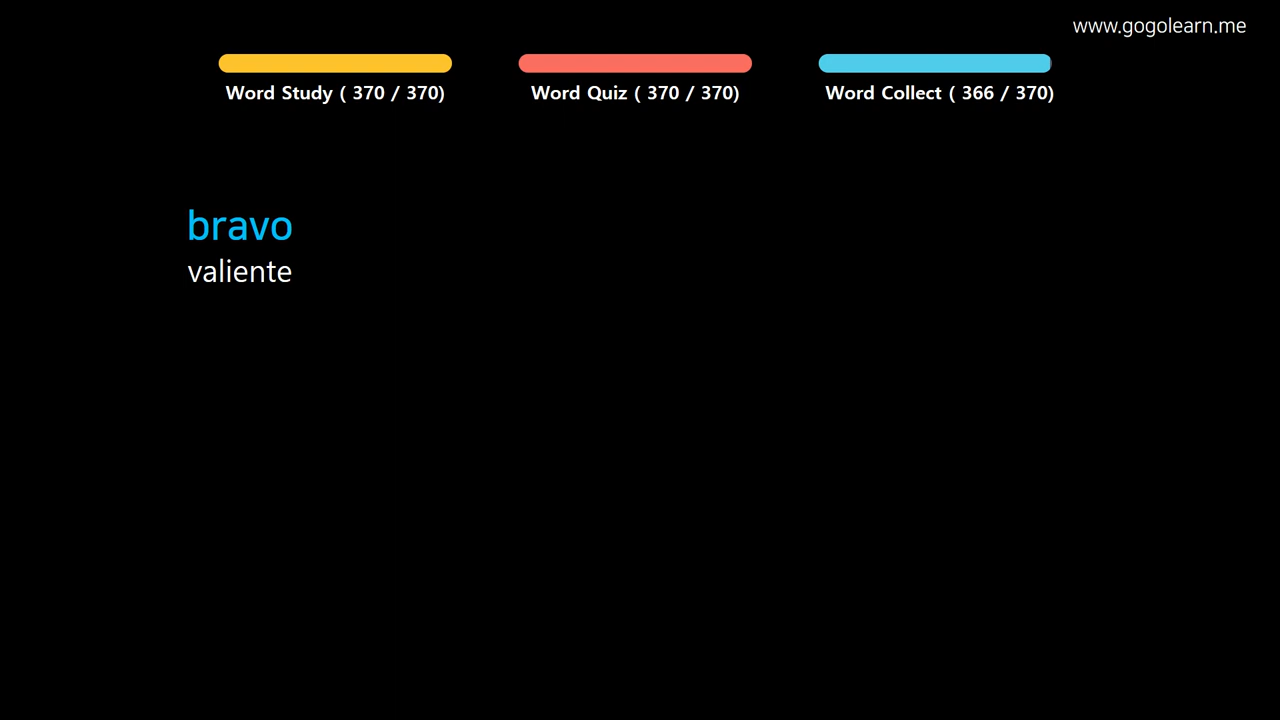 www.gogolearn.me
Word Study ( 370 / 370)
Word Quiz ( 370 / 370)
Word Collect ( 366 / 370)
bravo
valiente